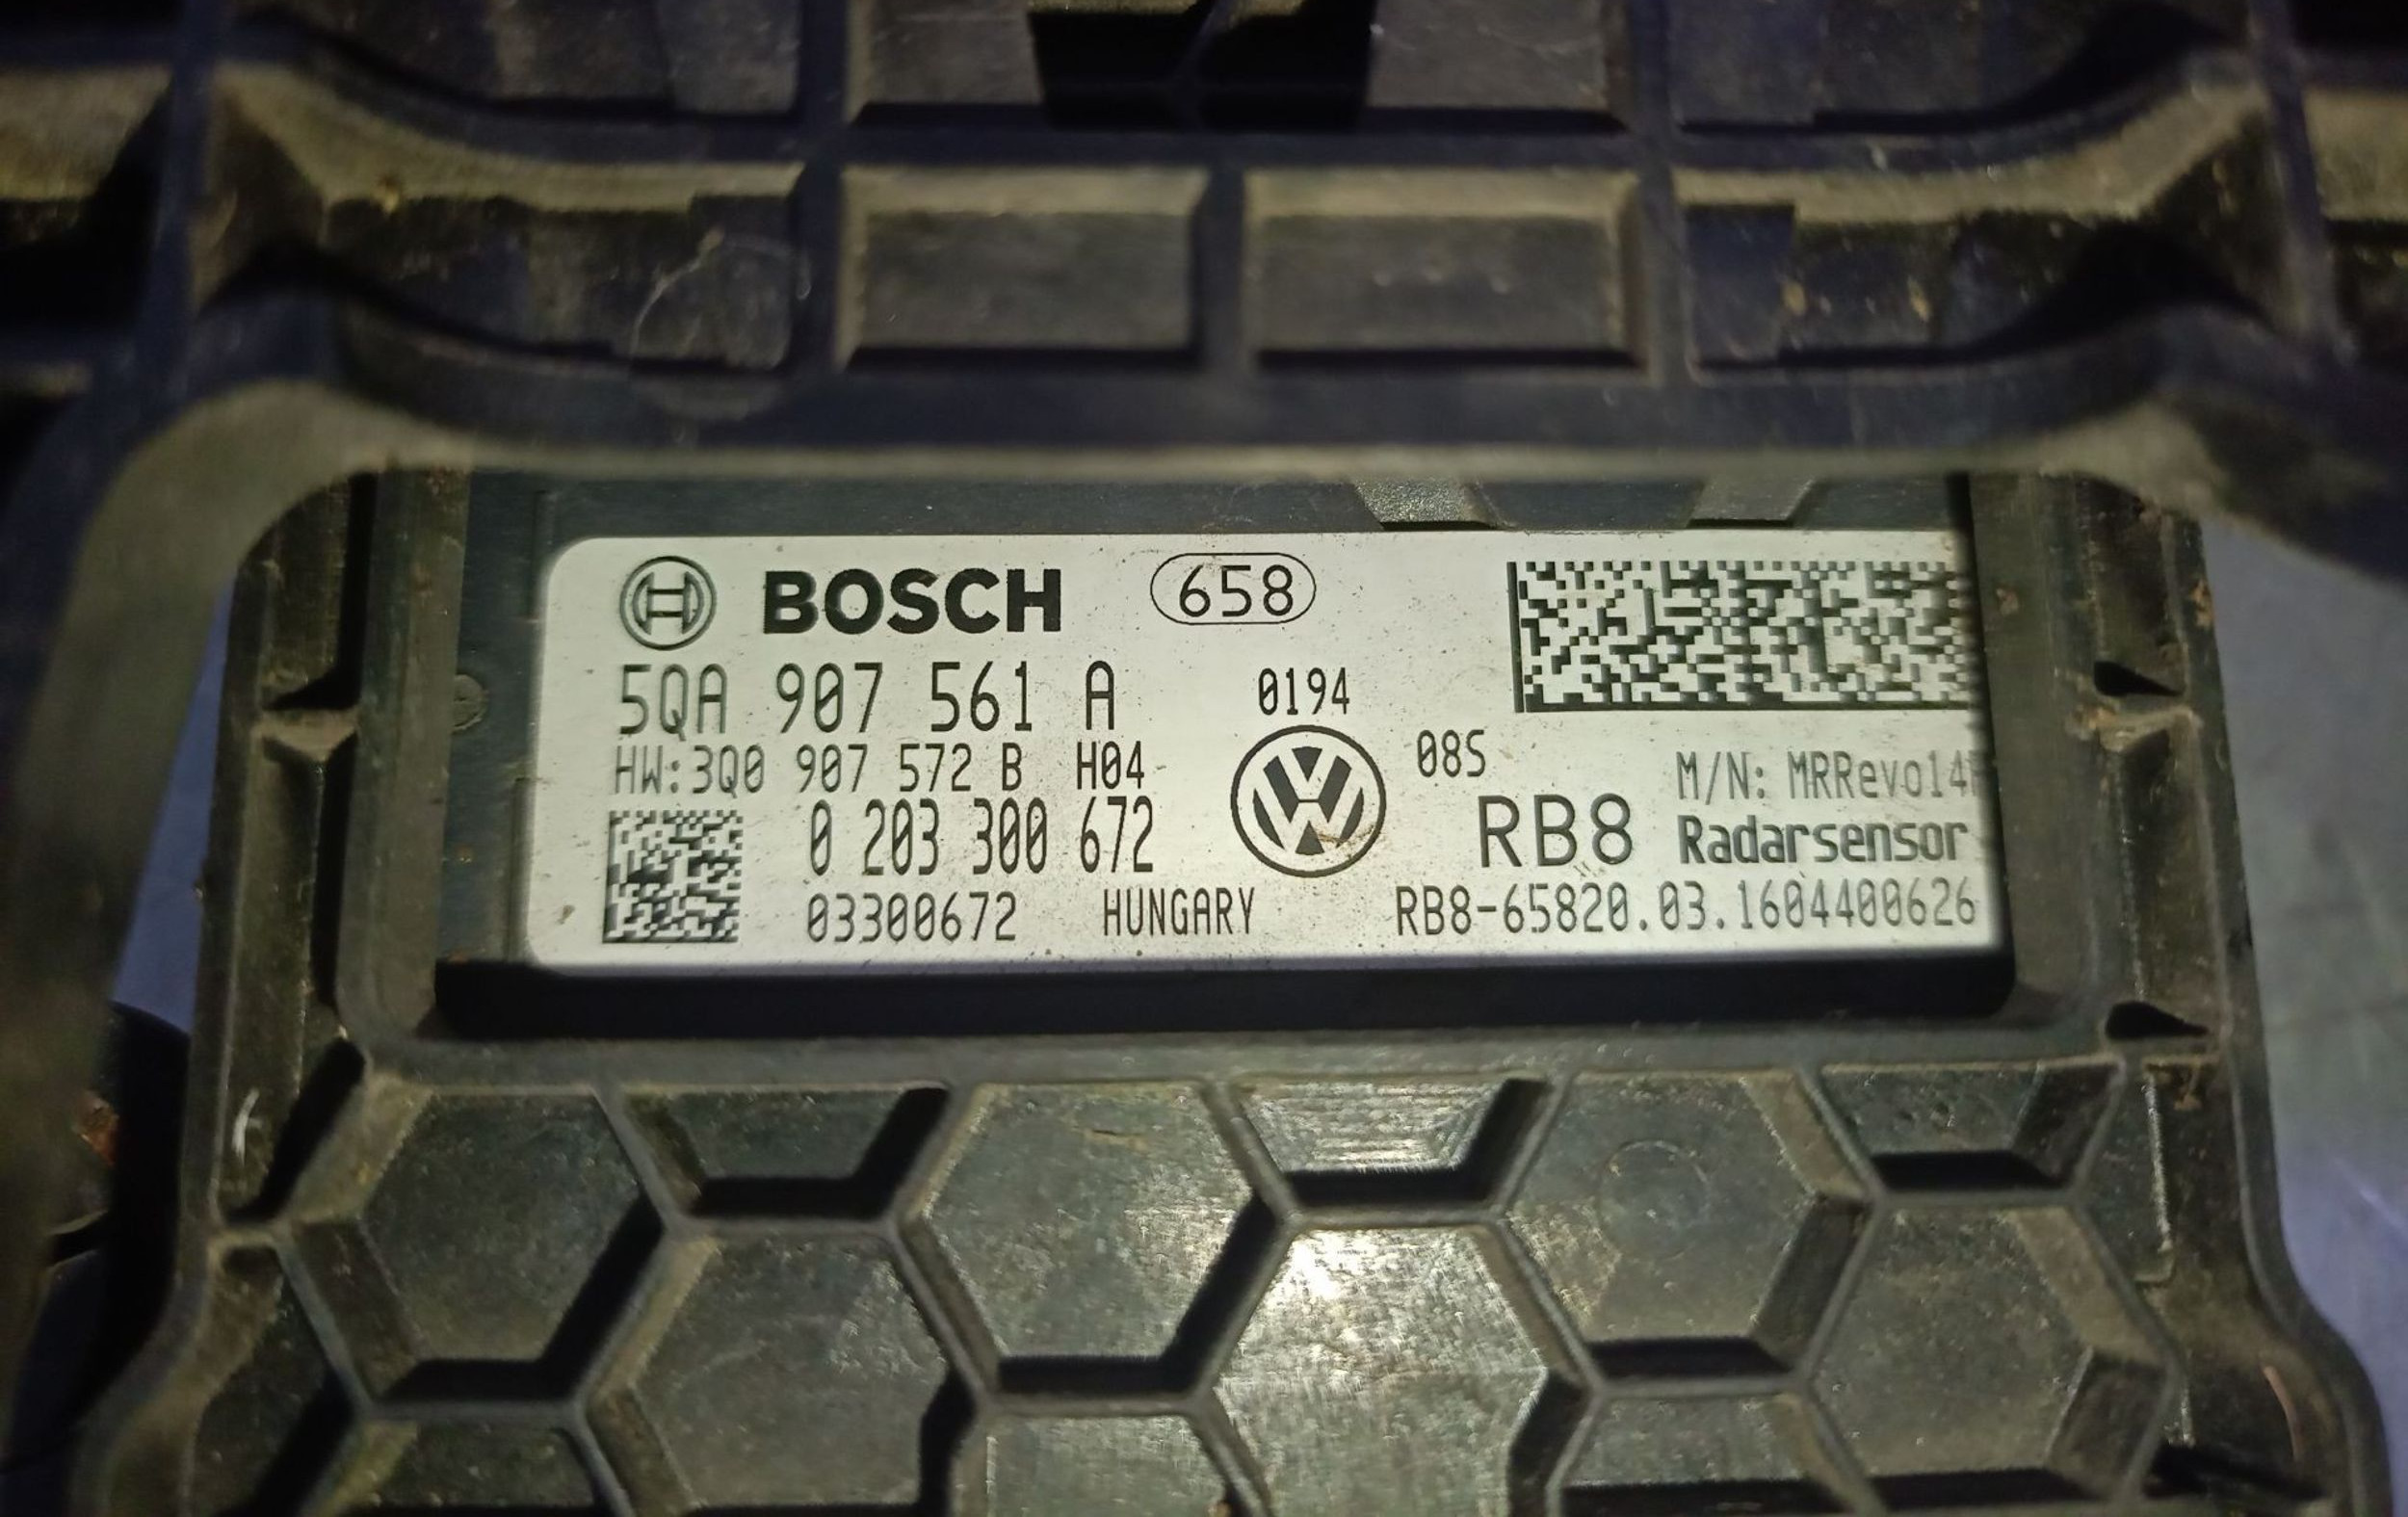 BOSCH 658
5QA 907 561 A 0194
HW:3Q0 907 572 B H04 08S M/N: MRRevo14
0 203 300 672 RB8 Radarsensor
03300672 HUNGARY RB8-65820.03.1604400626